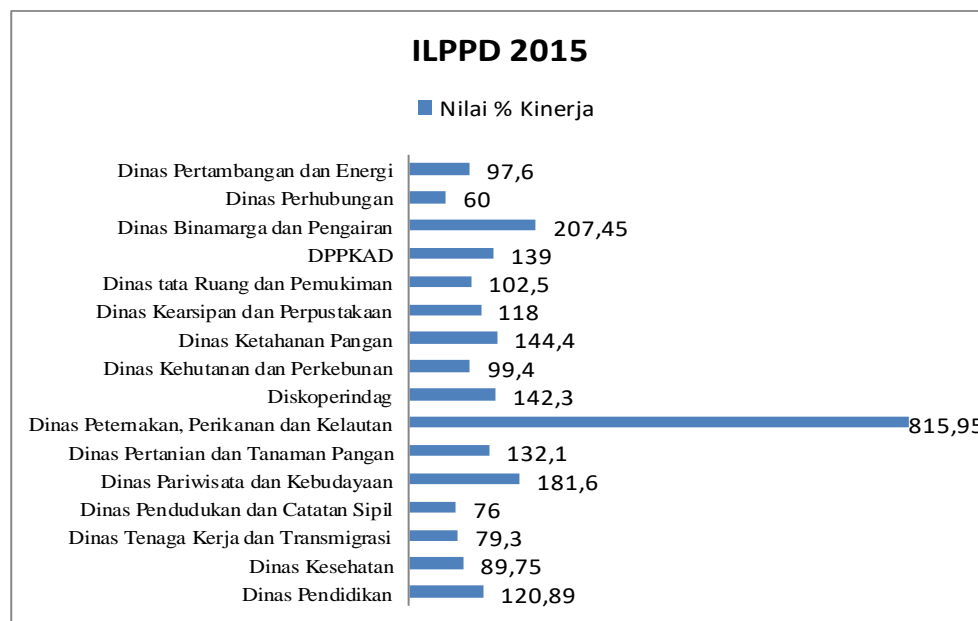 ILPPD 2015
Nilai % Kinerja
Dinas Pertambangan dan Energi 97,6
Dinas Perhubungan 60
Dinas Binamarga dan Pengairan 207,45
DPPKAD 139
Dinas tata Ruang dan Pemukiman 102,5
Dinas Kearsipan dan Perpustakaan 118
Dinas Ketahanan Pangan 144,4
Dinas Kehutanan dan Perkebunan 99,4
Diskoperindag 142,3
Dinas Peternakan, Perikanan dan Kelautan 815,95
Dinas Pertanian dan Tanaman Pangan 132,1
Dinas Pariwisata dan Kebudayaan 181,6
Dinas Pendudukan dan Catatan Sipil 76
Dinas Tenaga Kerja dan Transmigrasi 79,3
Dinas Kesehatan 89,75
Dinas Pendidikan 120,89